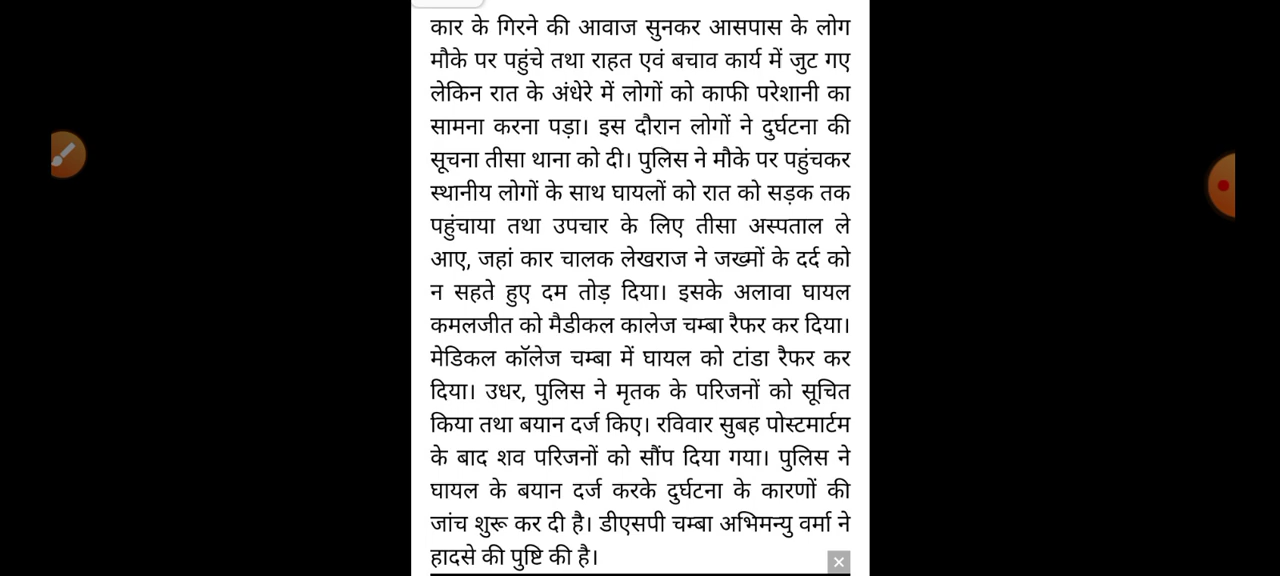 कार के गिरने की आवाज सुनकर आसपास के लोग
मौके पर पहुंचे तथा राहत एवं बचाव कार्य में जुट गए
लेकिन रात के अंधेरे में लोगों को काफी परेशानी का
सामना करना पड़ा। इस दौरान लोगों ने दुर्घटना की
सूचना तीसा थाना को दी। पुलिस ने मौके पर पहुंचकर
स्थानीय लोगों के साथ घायलों को रात को सड़क तक
पहुंचाया तथा उपचार के लिए तीसा अस्पताल ले
आए, जहां कार चालक लेखराज ने जख्मों के दर्द को
न सहते हुए दम तोड़ दिया। इसके अलावा घायल
कमलजीत को मैडीकल कालेज चम्बा रैफर कर दिया।
मेडिकल कॉलेज चम्बा में घायल को टांडा रैफर कर
दिया। उधर, पुलिस ने मृतक के परिजनों को सूचित
किया तथा बयान दर्ज किए। रविवार सुबह पोस्टमार्टम
के बाद शव परिजनों को सौंप दिया गया। पुलिस ने
घायल के बयान दर्ज करके दुर्घटना के कारणों की
जांच शुरू कर दी है। डीएसपी चम्बा अभिमन्यु वर्मा ने
हादसे की पुष्टि की है।